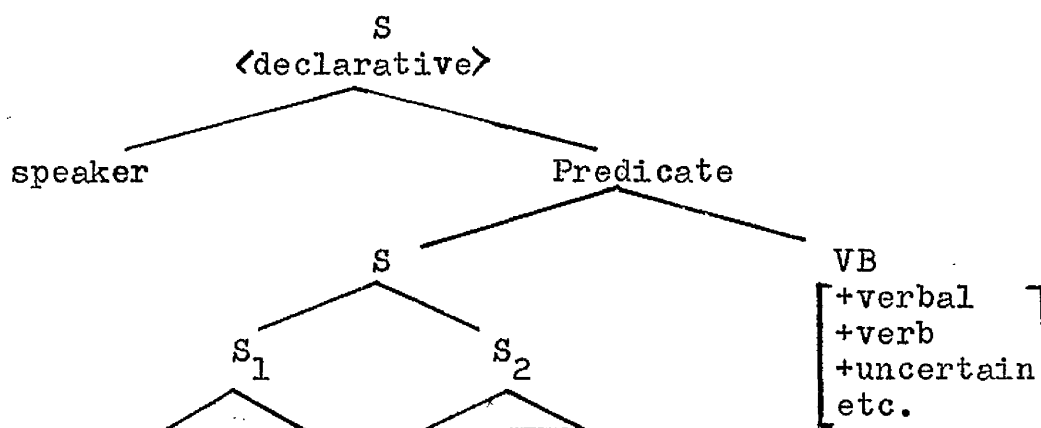 S
<declarative>
speaker Predicate
S VB
+verbal
+verb
S1 S2
+uncertain
etc.